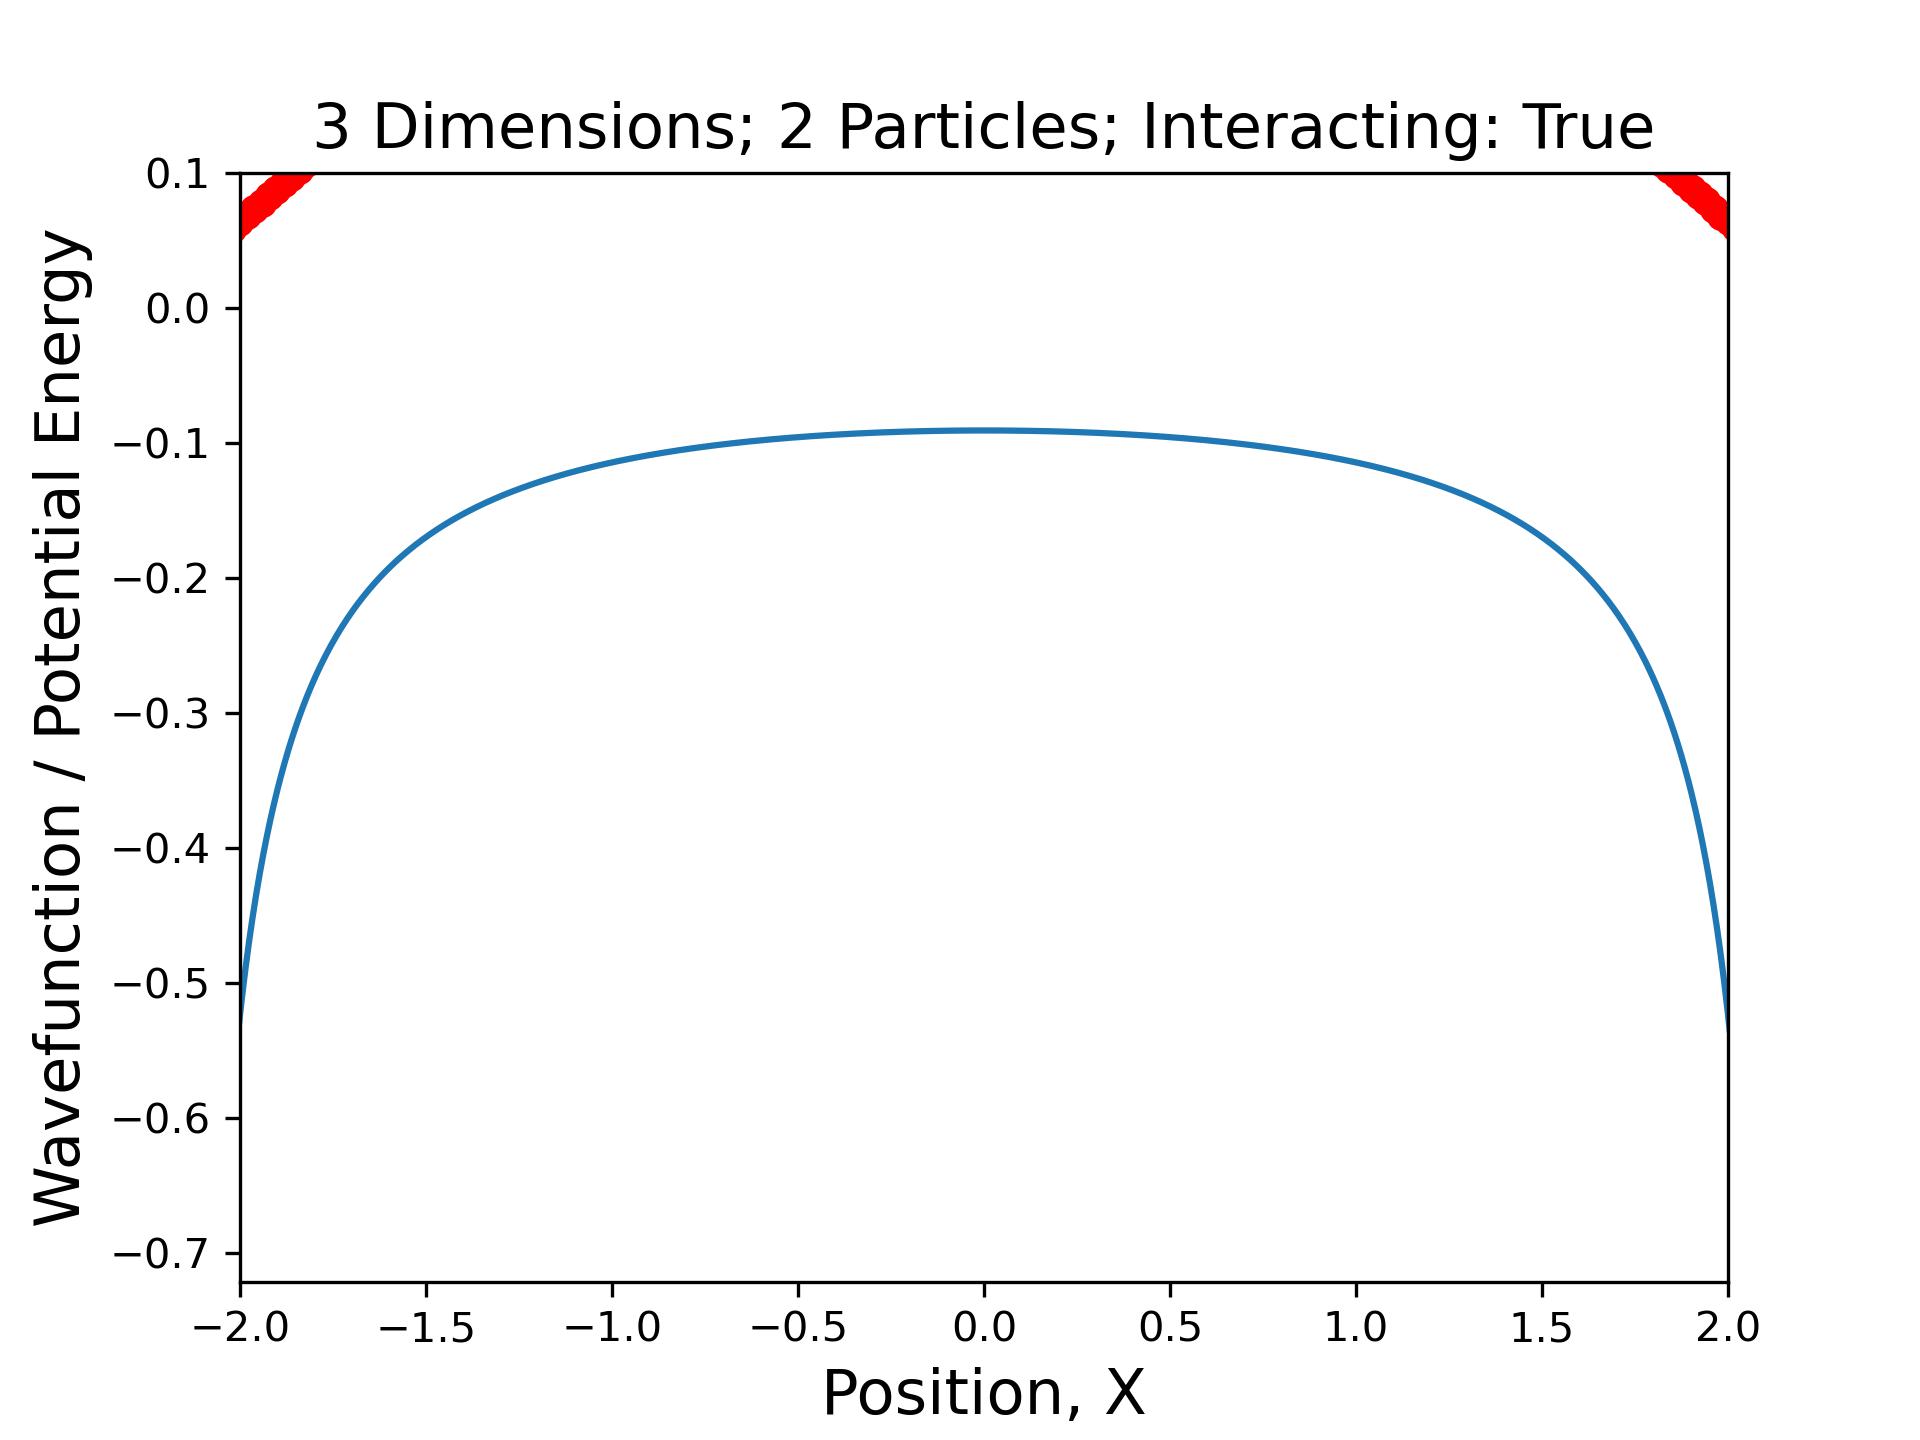 3 Dimensions; 2 Particles; Interacting: True
Wavefunction / Potential Energy
0.1
0.0
−0.1
−0.2
−0.3
−0.4
−0.5
−0.6
−0.7
−2.0 −1.5 −1.0 −0.5 0.0 0.5 1.0 1.5 2.0
Position, X